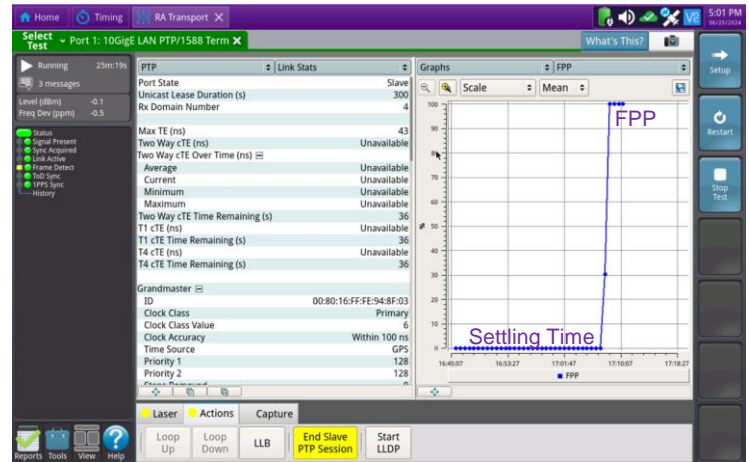 Home Timing RA Transport X VE 5:01 PM
06/25/2024
Select Test Port 1: 10GigE LAN PTP/1588 Term X What's This?
Running 25m:19s
3 messages
Level (dBm) -0.1
Freq Dev (ppm) -0.5
Status
Signal Present
Sync Acquired
Link Active
Frame Detect
ToD Sync
1PPS Sync
History
PTP Link Stats
Port State Slave
Unicast Lease Duration (s) 300
Rx Domain Number 4
Max TE (ns) 43
Two Way cTE (ns) Unavailable
Two Way cTE Over Time (ns)
Average Unavailable
Current Unavailable
Minimum Unavailable
Maximum Unavailable
Two Way cTE Time Remaining (s) 36
T1 cTE (ns) Unavailable
T1 cTE Time Remaining (s) 36
T4 cTE (ns) Unavailable
T4 cTE Time Remaining (s) 36
Grandmaster
ID 00:80:16:FF:FE:94:8F:03
Clock Class Primary
Clock Class Value 6
Clock Accuracy Within 100 ns
Time Source GPS
Priority 1 128
Priority 2 128
Graphs FPP
Scale Mean
100
90
80
70
60
% 50
40
30
20
10
0
FPP
Settling Time
16:45:07 16:53:27 17:01:47 17:10:07 17:18:27
FPP
Setup
Restart
Stop Test
Laser Actions Capture
Loop Up
Loop Down
LLB
End Slave PTP Session
Start LLDP
Reports Tools View Help